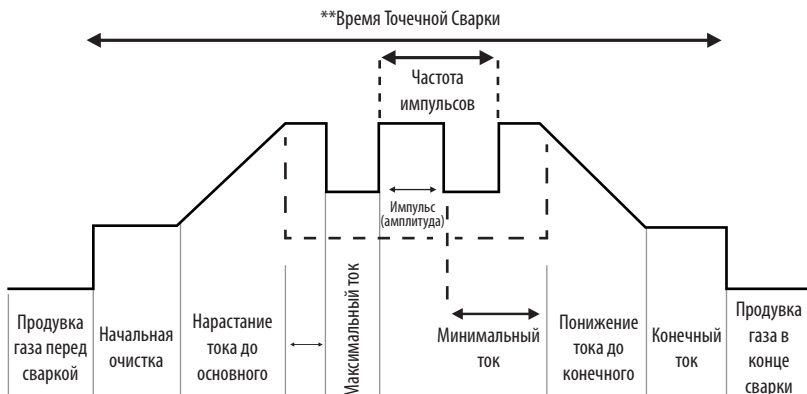 **Время Точечной Сварки
Частота
импульсов
Импульс
(амплитуда)
Продувка
газа перед
сваркой
Начальная
очистка
Нарастание
тока до
основного
Максимальный ток
Минимальный
ток
Понижение
тока до
конечного
Конечный
ток
Продувка
газа в
конце
сварки